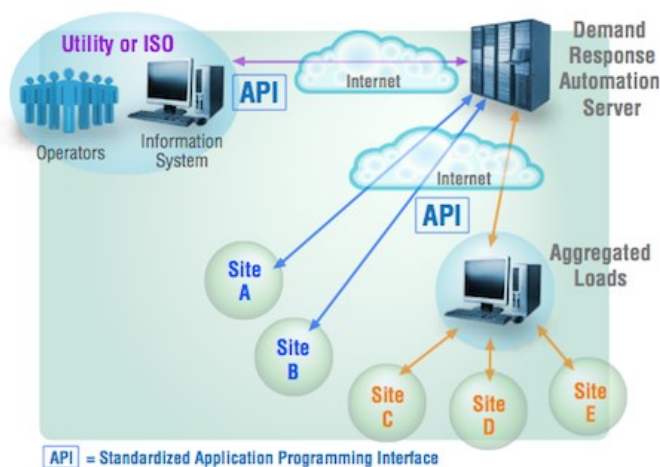 Utility or ISO
Operators
Information
System
API
Internet
Demand
Response
Automation
Server
Internet
API
Site
A
Site
B
Aggregated
Loads
Site
C
Site
D
Site
E
API = Standardized Application Programming Interface